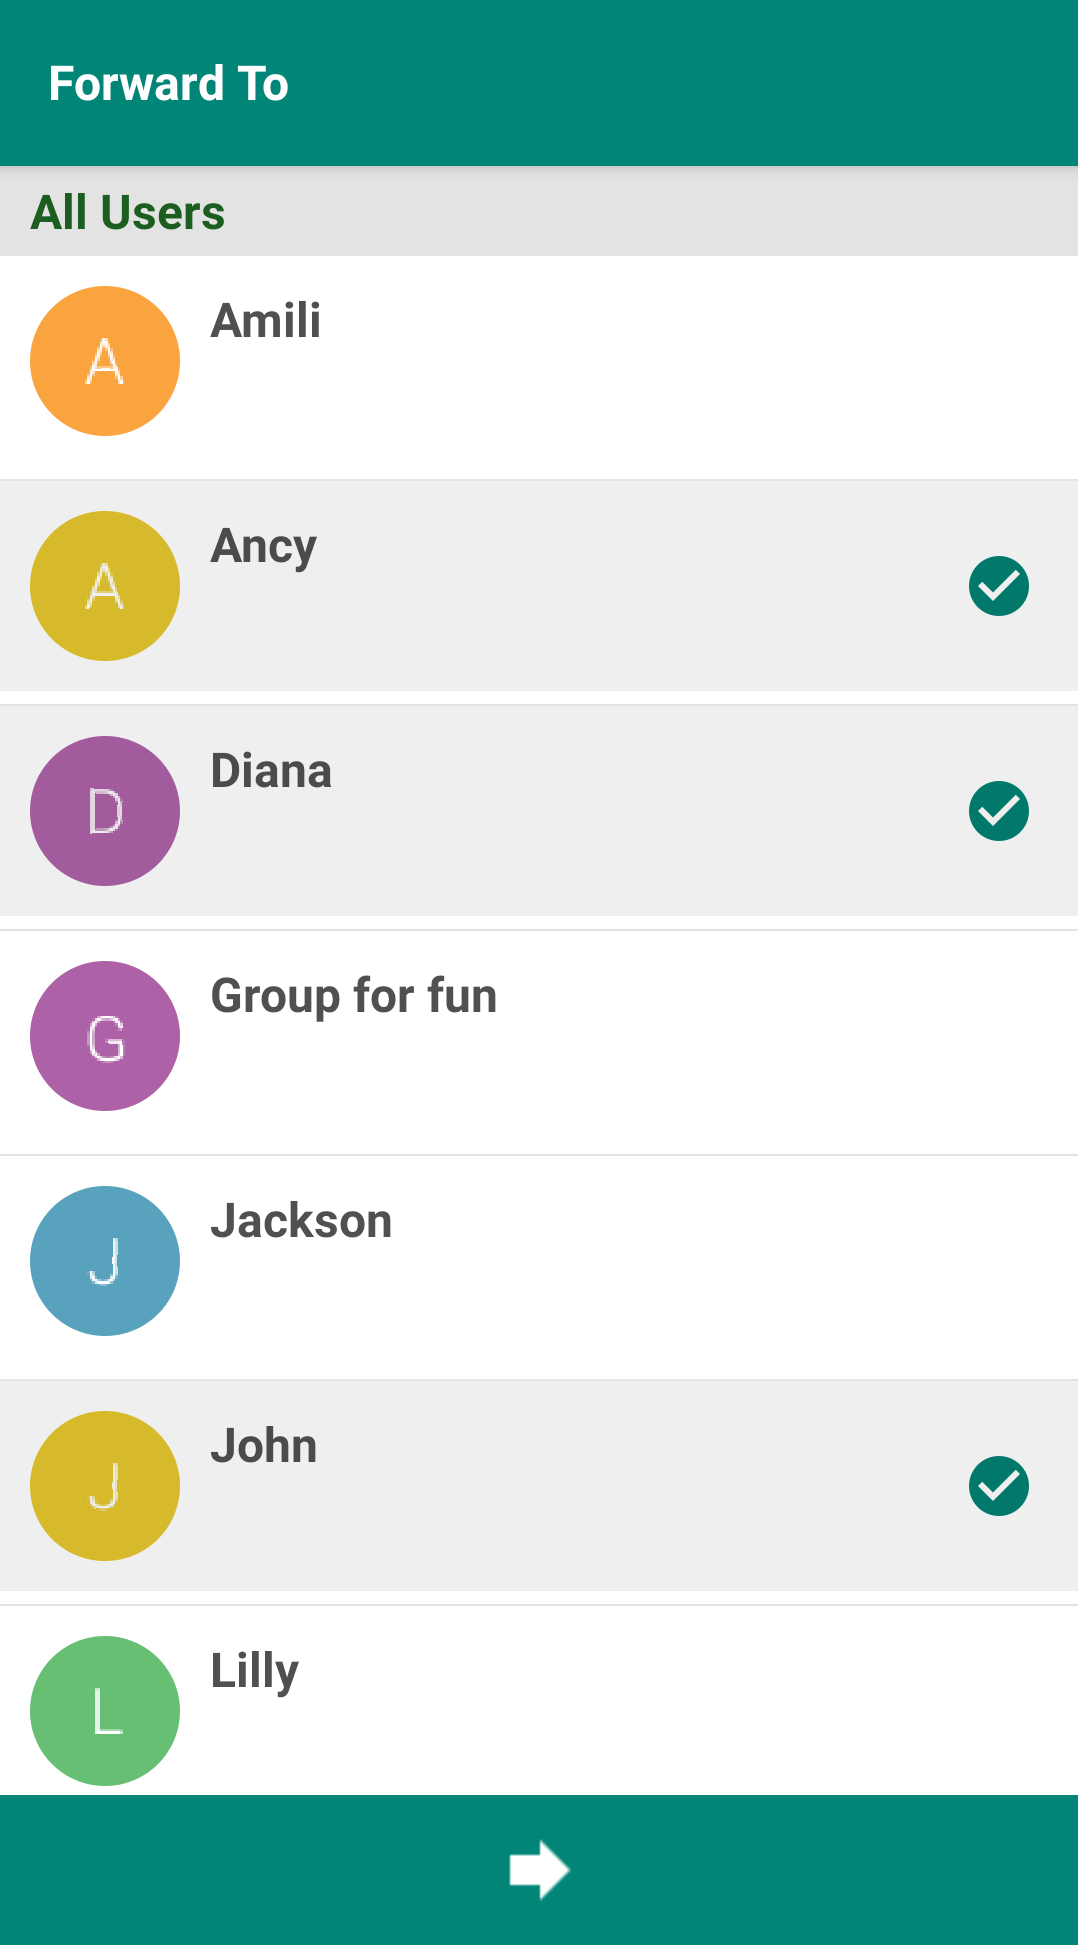 Forward To
All Users
A
Amili
A
Ancy
D
Diana
G
Group for fun
J
Jackson
J
John
L
Lilly